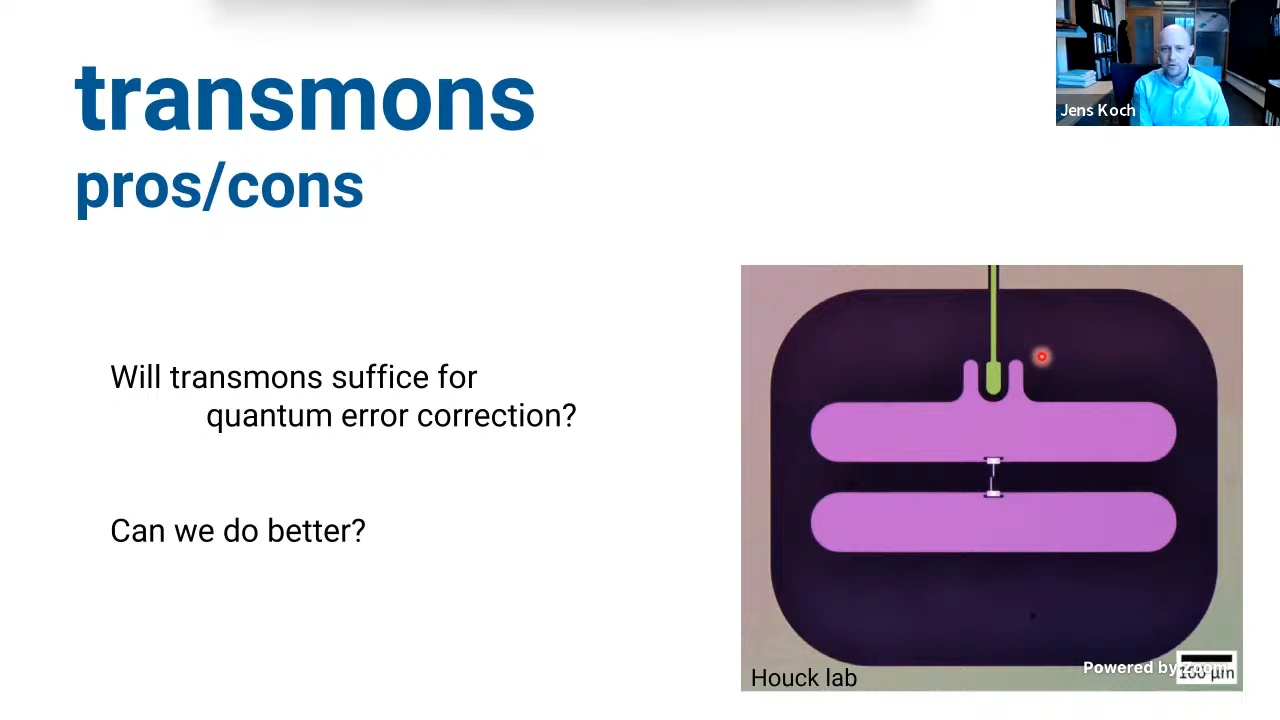 transmons
pros/cons
Jens Koch
Will transmons suffice for
quantum error correction?
Can we do better?
Houck lab
Powered by Zoom
100 µm